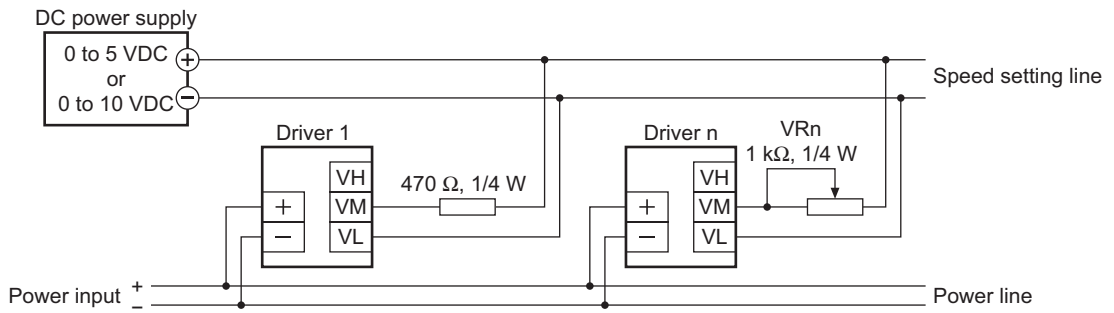 DC power supply
0 to 5 VDC
or
0 to 10 VDC
+
−
Speed setting line
Driver 1
VH
VM
VL
+
−
470 Ω, 1/4 W
Driver n
VH
VM
VL
+
−
VRn
1 kΩ, 1/4 W
Power input
+
−
Power line